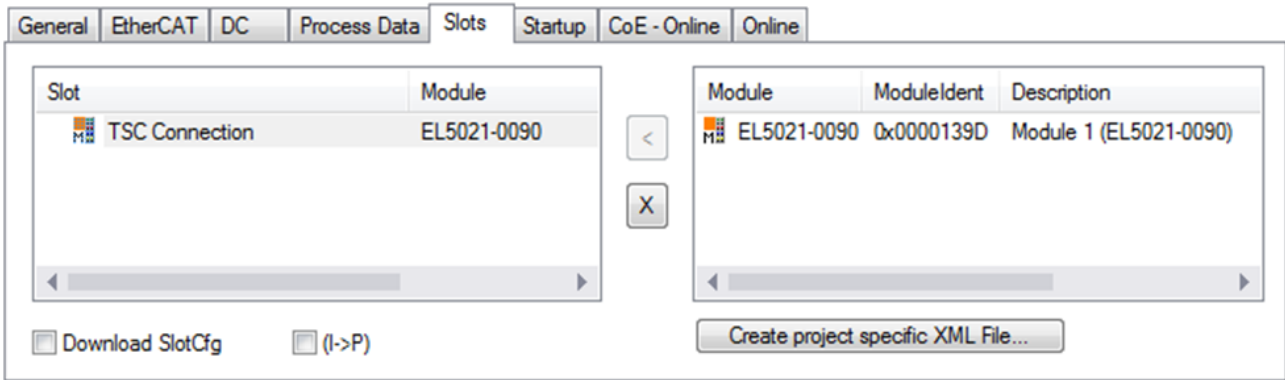 General EtherCAT DC Process Data Slots Startup CoE - Online Online
Slot Module
TSC Connection EL5021-0090
<
X
Module ModuleIdent Description
EL5021-0090 0x0000139D Module 1 (EL5021-0090)
Download SlotCfg (I->P)
Create project specific XML File...